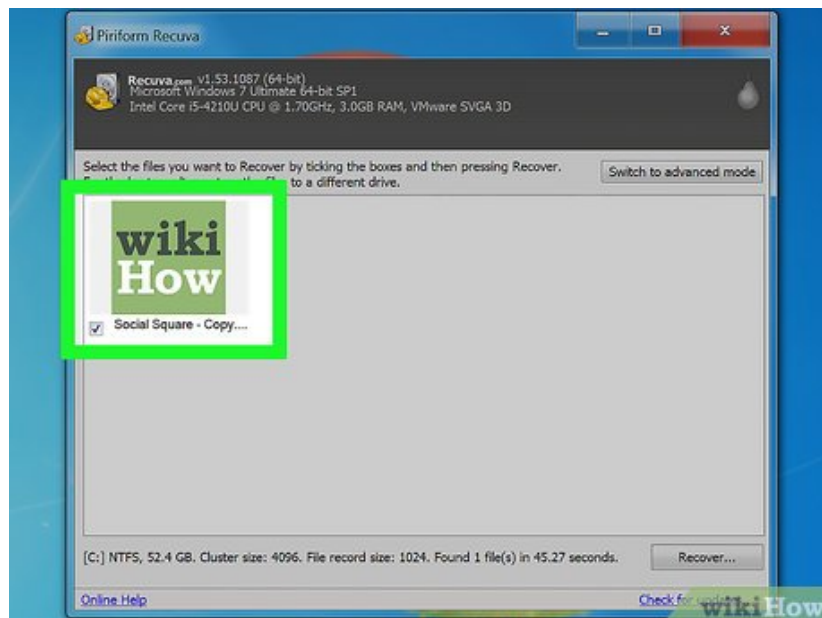 Piriform Recuva
Recuva.com v1.53.1087 (64-bit)
Microsoft Windows 7 Ultimate 64-bit SP1
Intel Core i5-4210U CPU @ 1.70GHz, 3.0GB RAM, VMware SVGA 3D
Select the files you want to Recover by ticking the boxes and then pressing Recover.
to a different drive.
Switch to advanced mode
wiki
How
Social Square - Copy....
[C:] NTFS, 52.4 GB. Cluster size: 4096. File record size: 1024. Found 1 file(s) in 45.27 seconds.
Recover...
Online Help
Check for
wikiHow